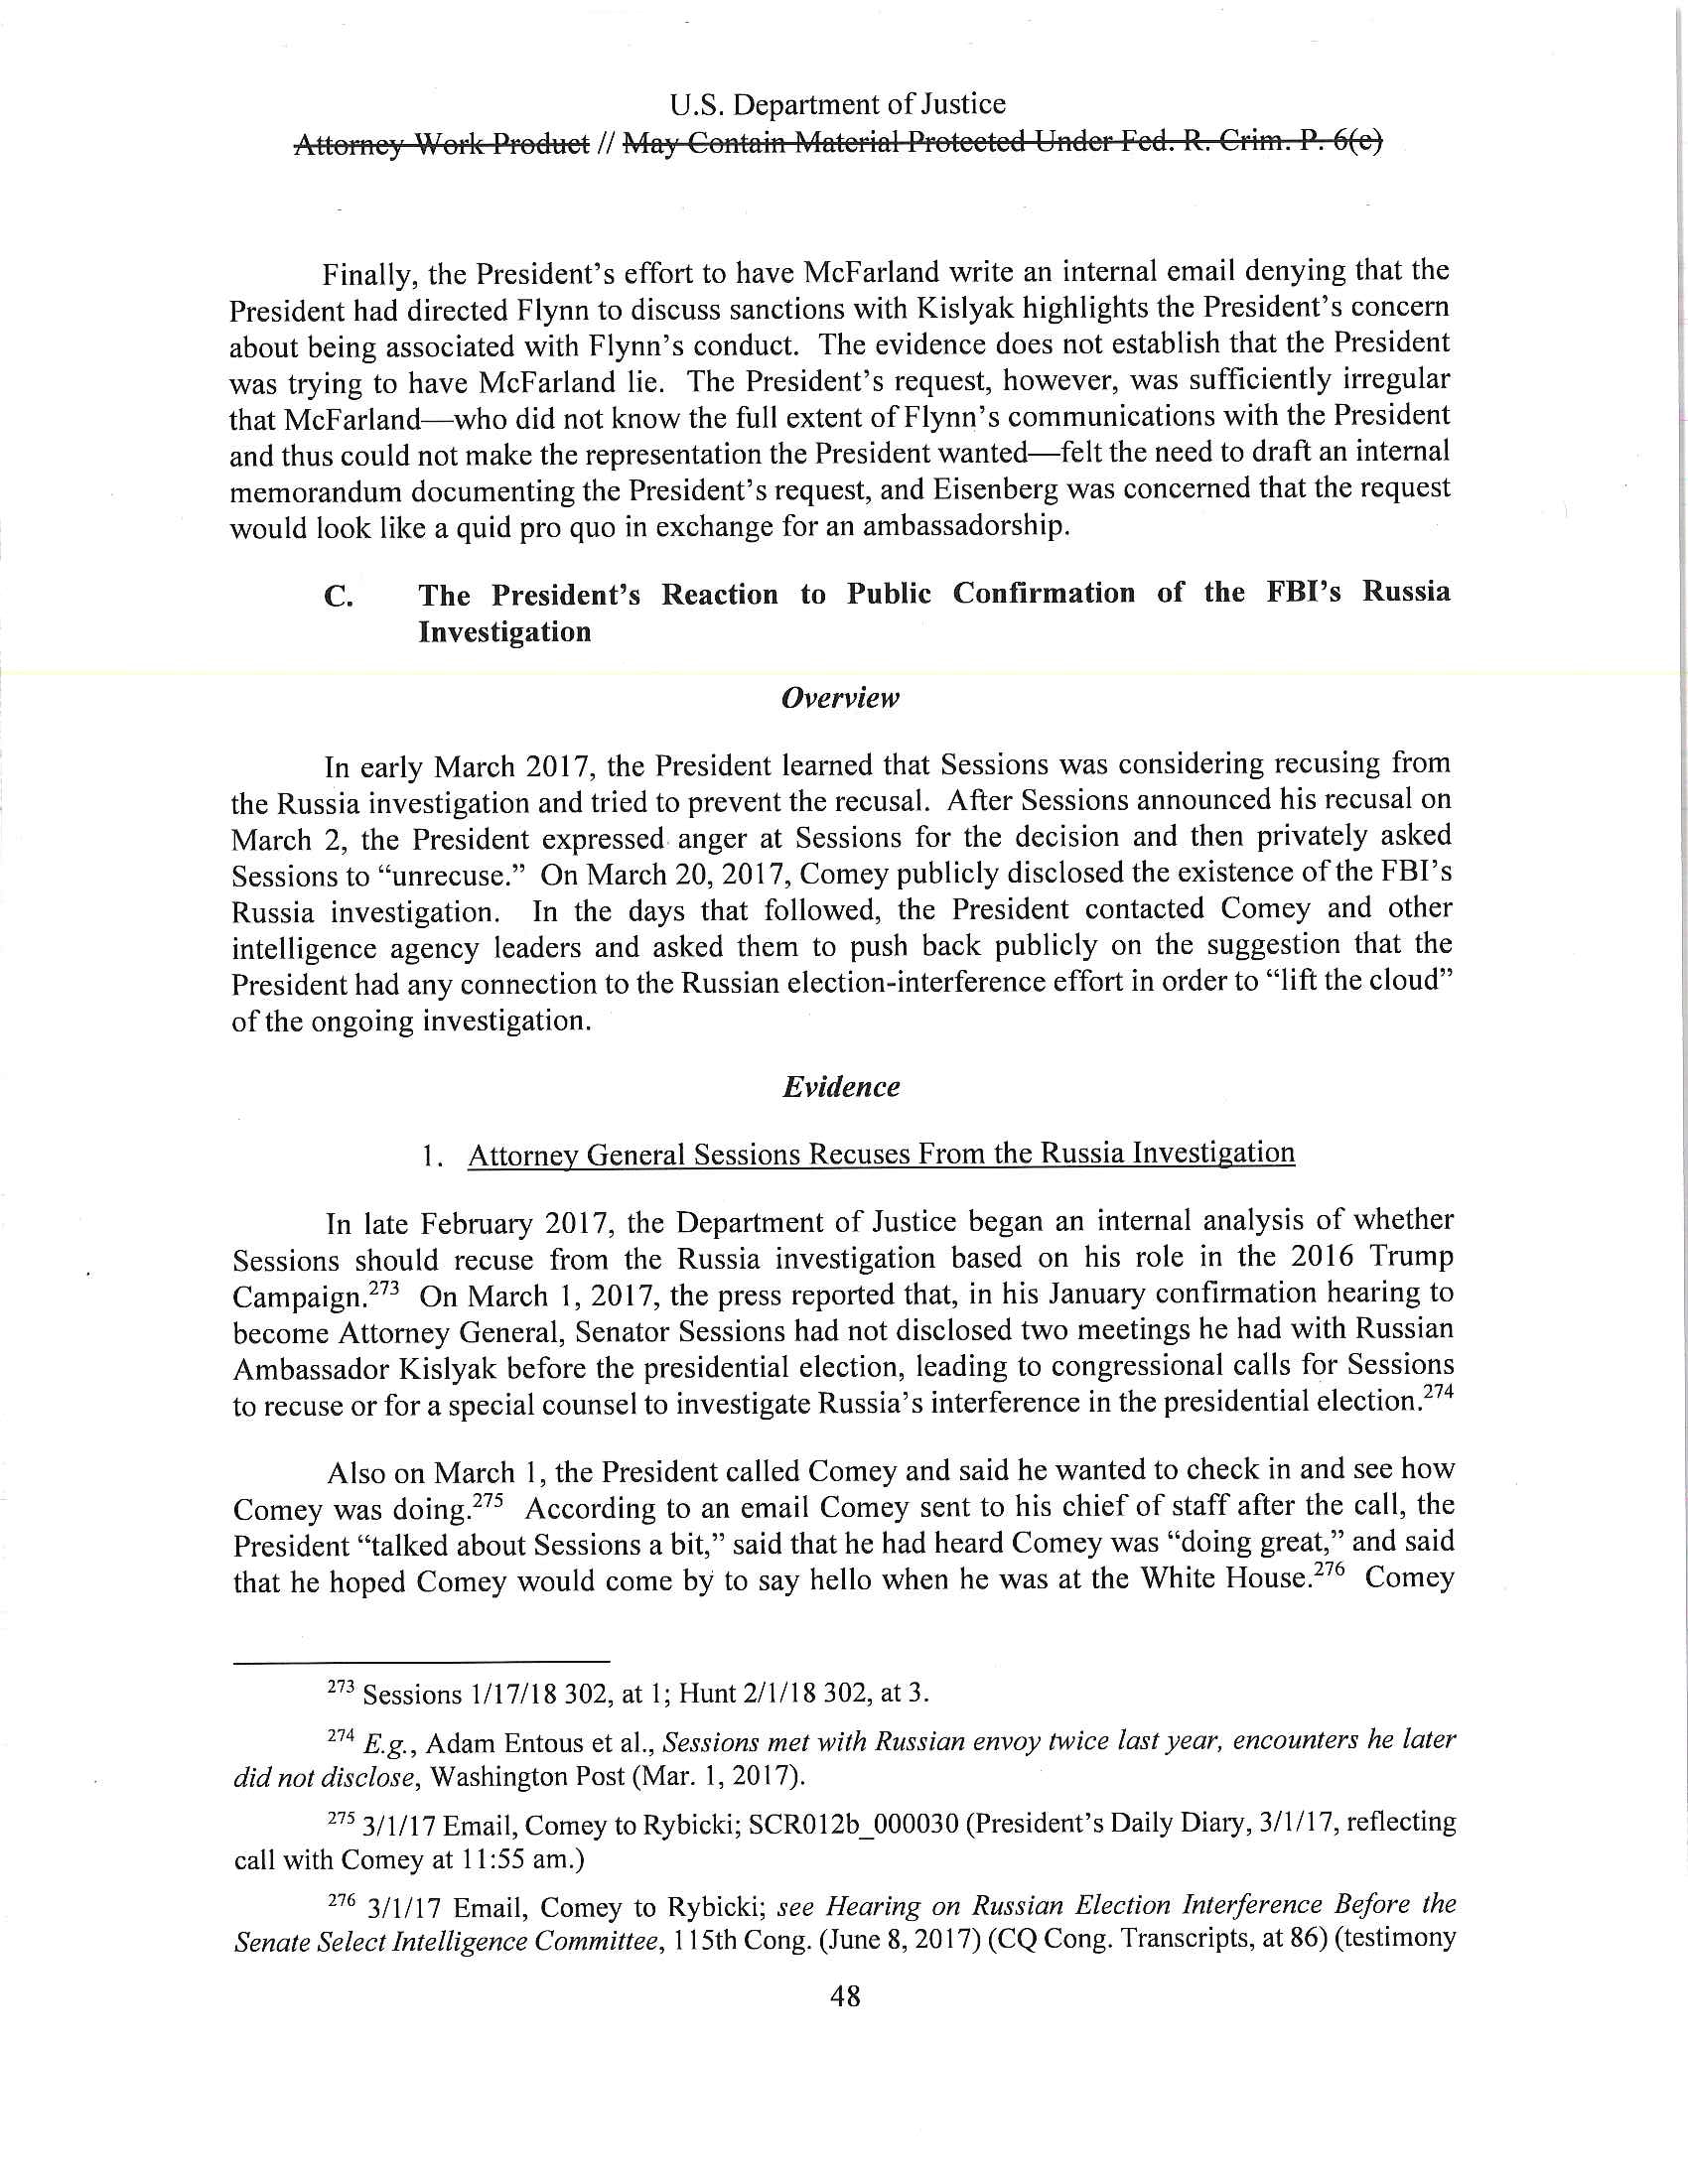 U.S. Department of Justice
Attorney Work Product // May Contain Material Protected Under Fed. R. Crim. P. 6(e)
Finally, the President's effort to have McFarland write an internal email denying that the
President had directed Flynn to discuss sanctions with Kislyak highlights the President's concern
about being associated with Flynn's conduct. The evidence does not establish that the President
was trying to have McFarland lie. The President's request, however, was sufficiently irregular
that McFarland—who did not know the full extent of Flynn's communications with the President
and thus could not make the representation the President wanted—felt the need to draft an internal
memorandum documenting the President's request, and Eisenberg was concerned that the request
would look like a quid pro quo in exchange for an ambassadorship.
C. The President's Reaction to Public Confirmation of the FBI's Russia
Investigation
Overview
In early March 2017, the President learned that Sessions was considering recusing from
the Russia investigation and tried to prevent the recusal. After Sessions announced his recusal on
March 2, the President expressed anger at Sessions for the decision and then privately asked
Sessions to “unrecuse.” On March 20, 2017, Comey publicly disclosed the existence of the FBI's
Russia investigation. In the days that followed, the President contacted Comey and other
intelligence agency leaders and asked them to push back publicly on the suggestion that the
President had any connection to the Russian election-interference effort in order to “lift the cloud”
of the ongoing investigation.
Evidence
1. Attorney General Sessions Recuses From the Russia Investigation
In late February 2017, the Department of Justice began an internal analysis of whether
Sessions should recuse from the Russia investigation based on his role in the 2016 Trump
Campaign.273 On March 1, 2017, the press reported that, in his January confirmation hearing to
become Attorney General, Senator Sessions had not disclosed two meetings he had with Russian
Ambassador Kislyak before the presidential election, leading to congressional calls for Sessions
to recuse or for a special counsel to investigate Russia's interference in the presidential election.274
Also on March 1, the President called Comey and said he wanted to check in and see how
Comey was doing.275 According to an email Comey sent to his chief of staff after the call, the
President “talked about Sessions a bit,” said that he had heard Comey was “doing great,” and said
that he hoped Comey would come by to say hello when he was at the White House.276 Comey
273 Sessions 1/17/18 302, at 1; Hunt 2/1/18 302, at 3.
274 E.g., Adam Entous et al., Sessions met with Russian envoy twice last year, encounters he later
did not disclose, Washington Post (Mar. 1, 2017).
275 3/1/17 Email, Comey to Rybicki; SCR012b_000030 (President's Daily Diary, 3/1/17, reflecting
call with Comey at 11:55 am.)
276 3/1/17 Email, Comey to Rybicki; see Hearing on Russian Election Interference Before the
Senate Select Intelligence Committee, 115th Cong. (June 8, 2017) (CQ Cong. Transcripts, at 86) (testimony
48